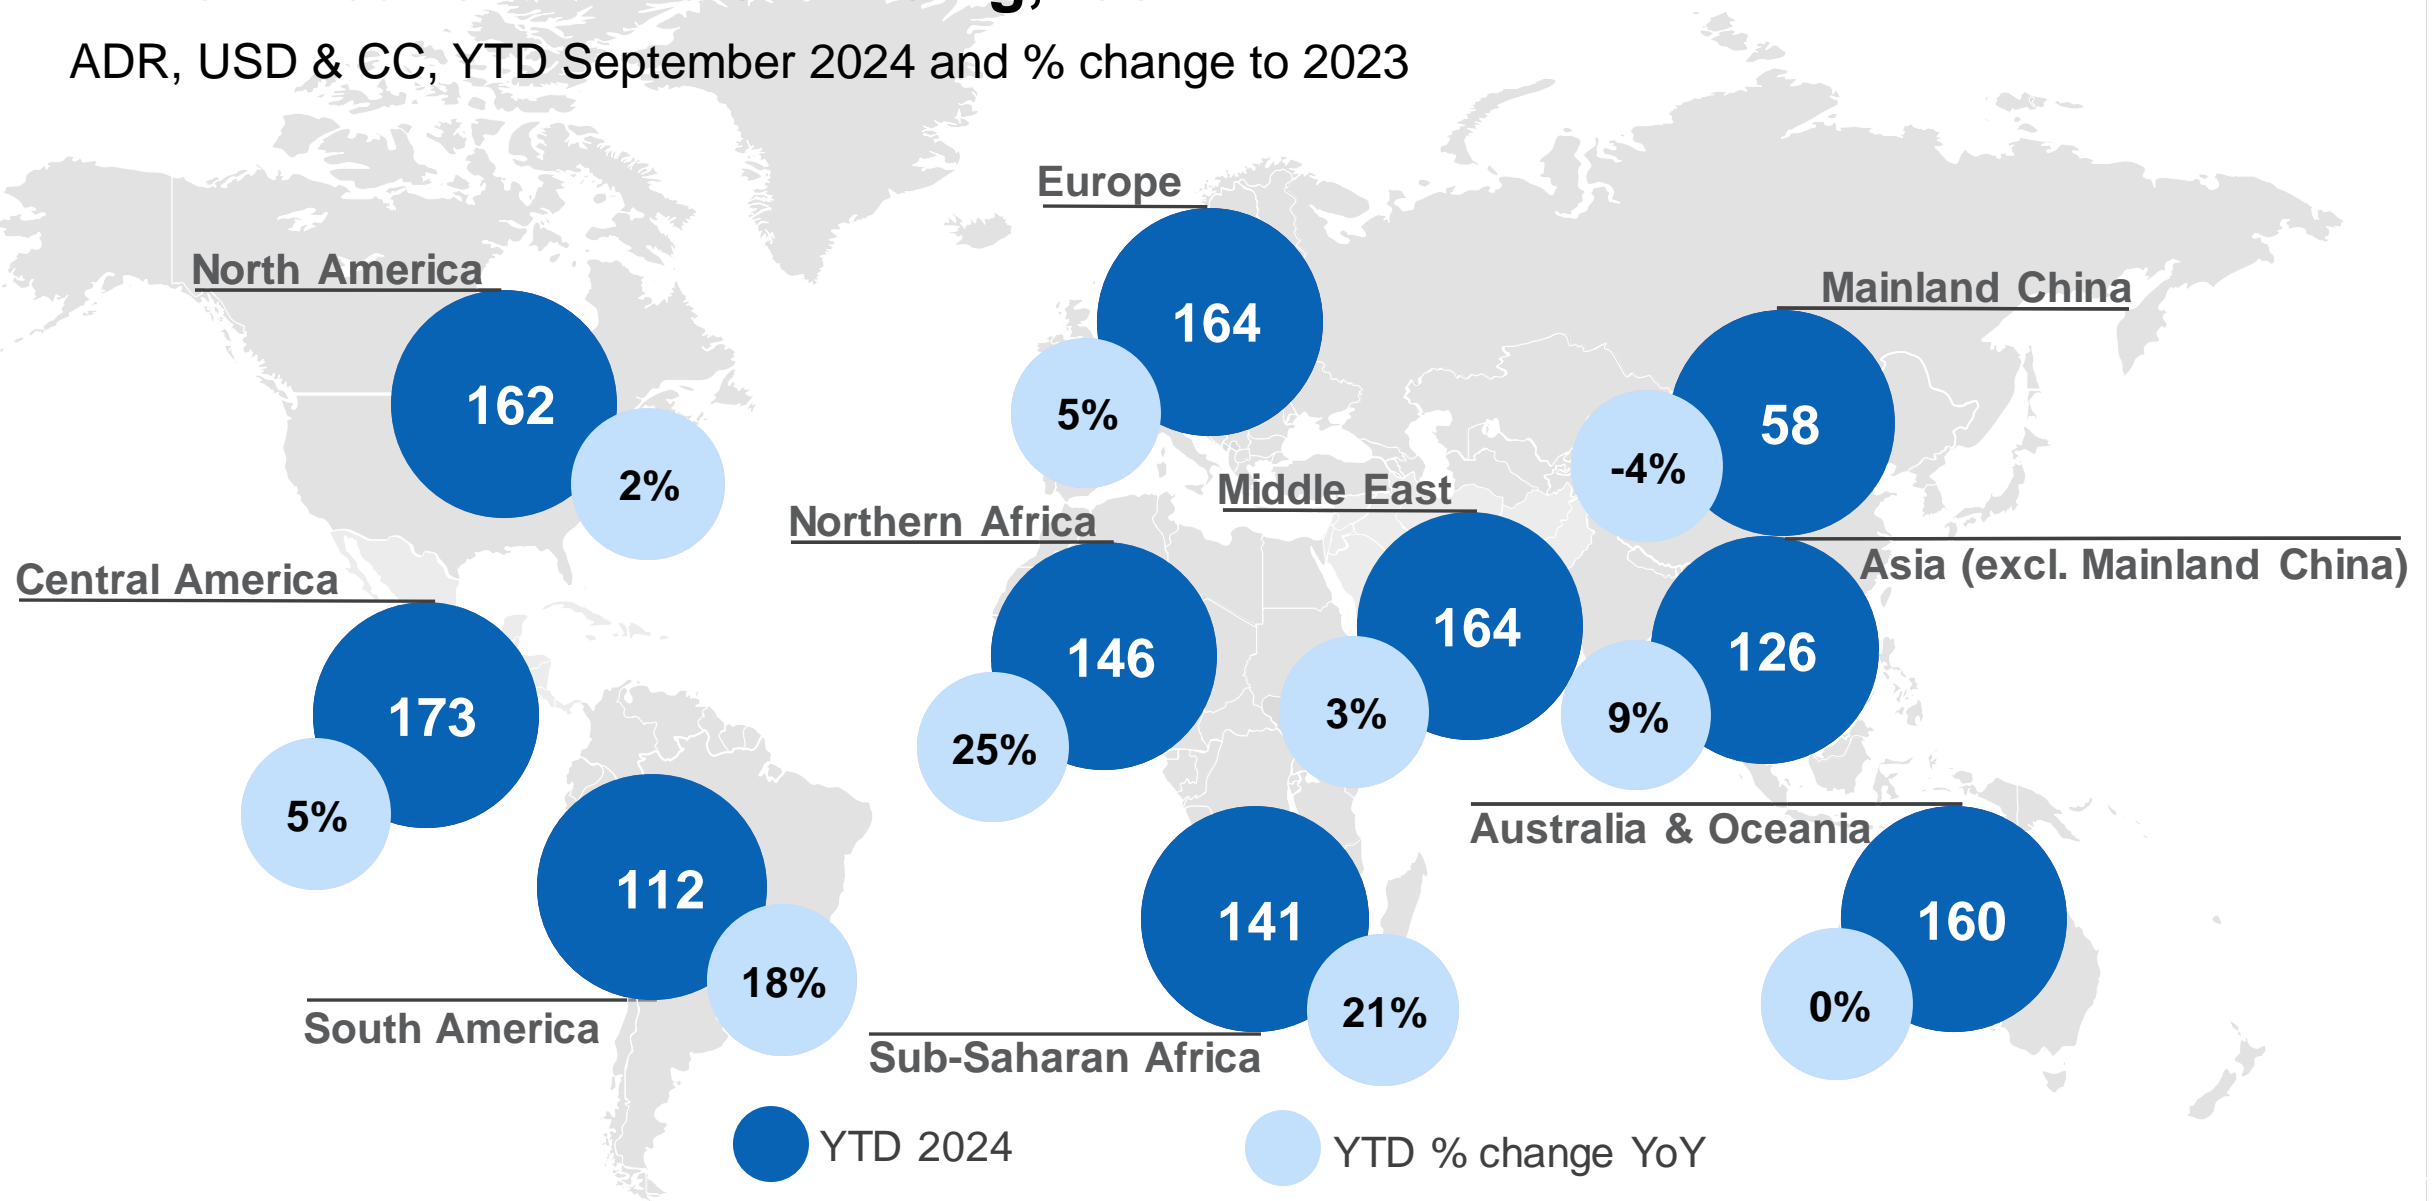 ADR, USD & CC, YTD September 2024 and % change to 2023
Europe
164
5%
North America
162
2%
Mainland China
58
-4%
Middle East
164
3%
Northern Africa
146
25%
Asia (excl. Mainland China)
126
9%
Central America
173
5%
South America
112
18%
Sub-Saharan Africa
141
21%
Australia & Oceania
160
0%
YTD 2024
YTD % change YoY